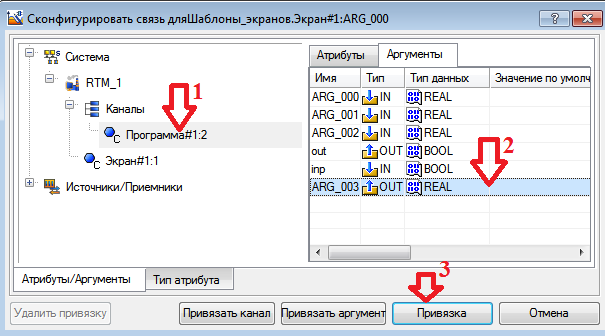 Сконфигурировать связь дляШаблоны_экранов.Экран#1:ARG_000
Система
RTM_1
Каналы
Программа#1:2
Экран#1:1
Источники/Приемники
1
Атрибуты/Аргументы
Тип атрибута
Атрибуты
Аргументы
Имя Тип Тип данных Значение по умолч
ARG_000 IN REAL
ARG_001 IN REAL
ARG_002 IN REAL
out OUT BOOL
inp IN BOOL
ARG_003 OUT REAL
2
3
Удалить привязку
Привязать канал
Привязать аргумент
Привязка
Отмена